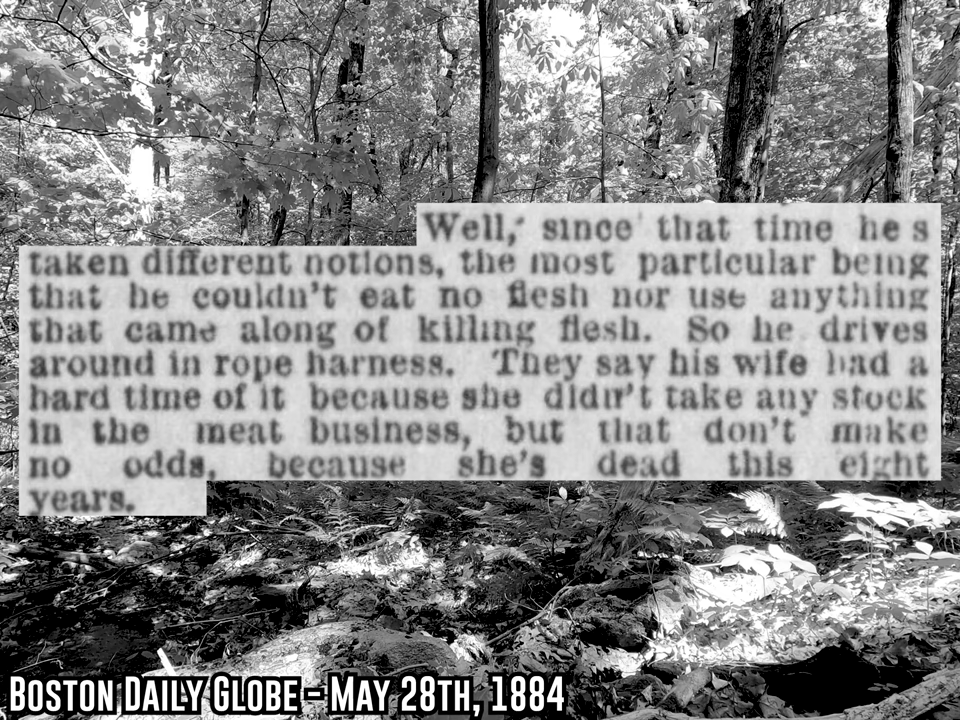 Well, since that time he's
taken different notions, the most particular being
that he couldn't eat no flesh nor use anything
that came along of killing flesh. So he drives
around in rope harness. They say his wife had a
hard time of it because she didn't take any stock
in the meat business, but that don't make
no odds, because she's dead this eight
years.
BOSTON DAILY GLOBE - MAY 28TH, 1884